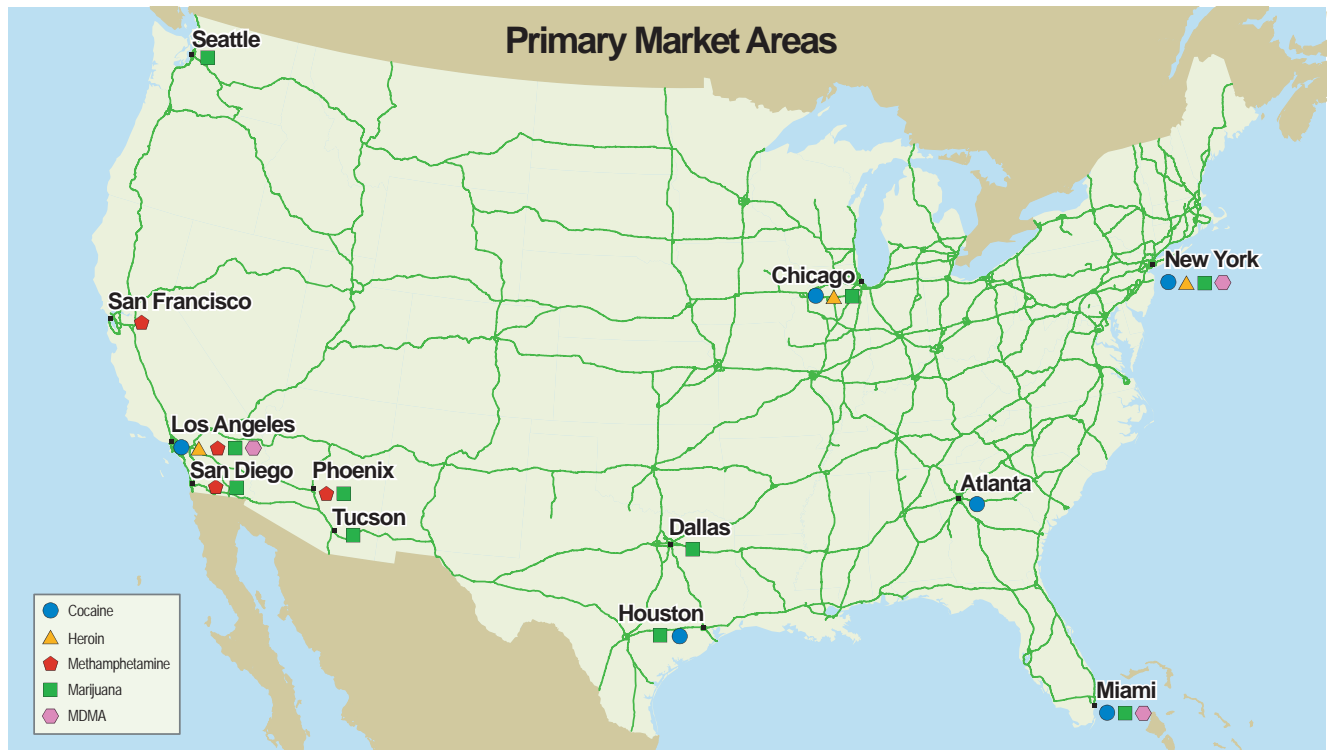 Primary Market Areas
Seattle
Chicago
New York
San Francisco
Los Angeles
San Diego
Phoenix
Tucson
Atlanta
Dallas
Houston
Miami
Cocaine
Heroin
Methamphetamine
Marijuana
MDMA